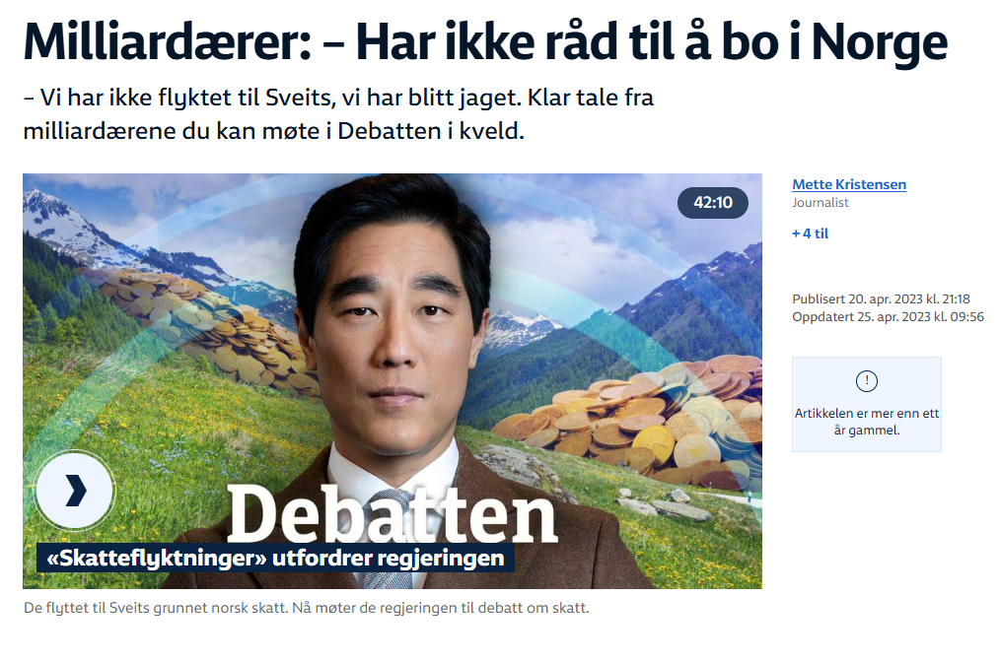 Milliardærer: – Har ikke råd til å bo i Norge
– Vi har ikke flyktet til Sveits, vi har blitt jaget. Klar tale fra
milliardærene du kan møte i Debatten i kveld.
42:10
Debatten
«Skatteflyktninger» utfordrer regjeringen
De flyttet til Sveits grunnet norsk skatt. Nå møter de regjeringen til debatt om skatt.
Mette Kristensen
Journalist
+ 4 til
Publisert 20. apr. 2023 kl. 21:18
Oppdatert 25. apr. 2023 kl. 09:56
Artikkelen er mer enn ett
år gammel.